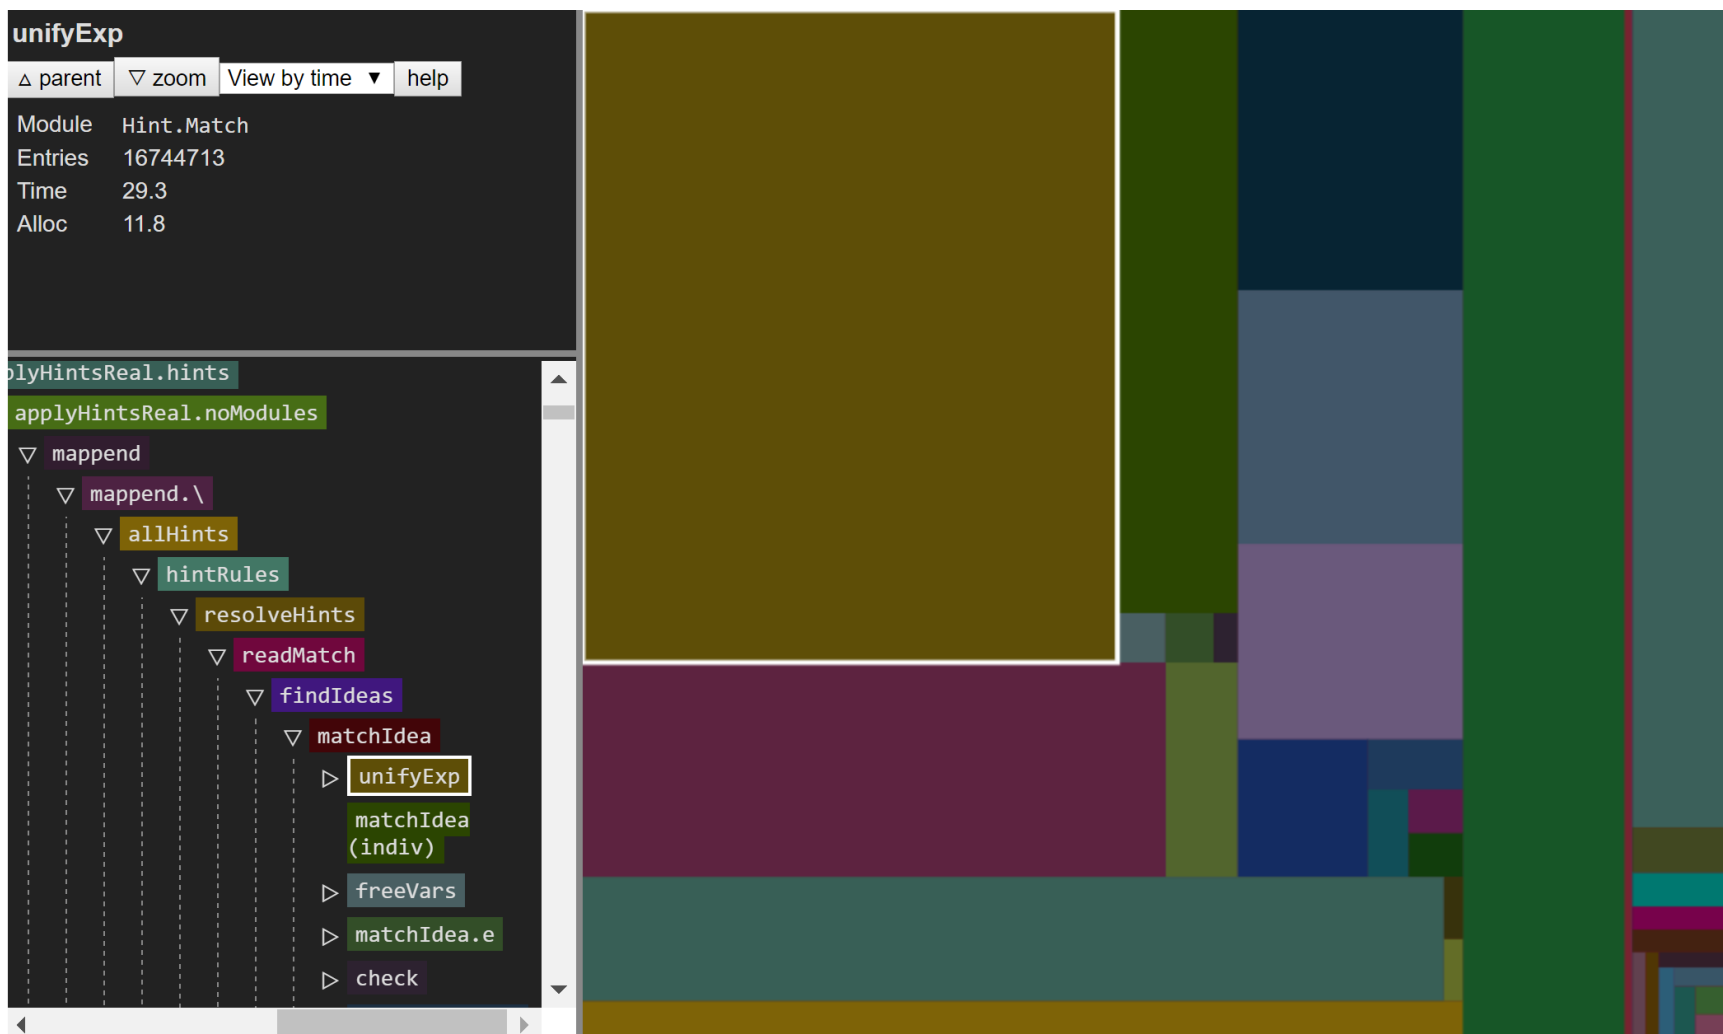 unifyExp
△ parent ▽ zoom View by time ▼ help
Module Hint.Match
Entries 16744713
Time 29.3
Alloc 11.8
plyHintsReal.hints
applyHintsReal.noModules
mappend
mappend.\
allHints
hintRules
resolveHints
readMatch
findIdeas
matchIdea
unifyExp
matchIdea
(indiv)
freeVars
matchIdea.e
check